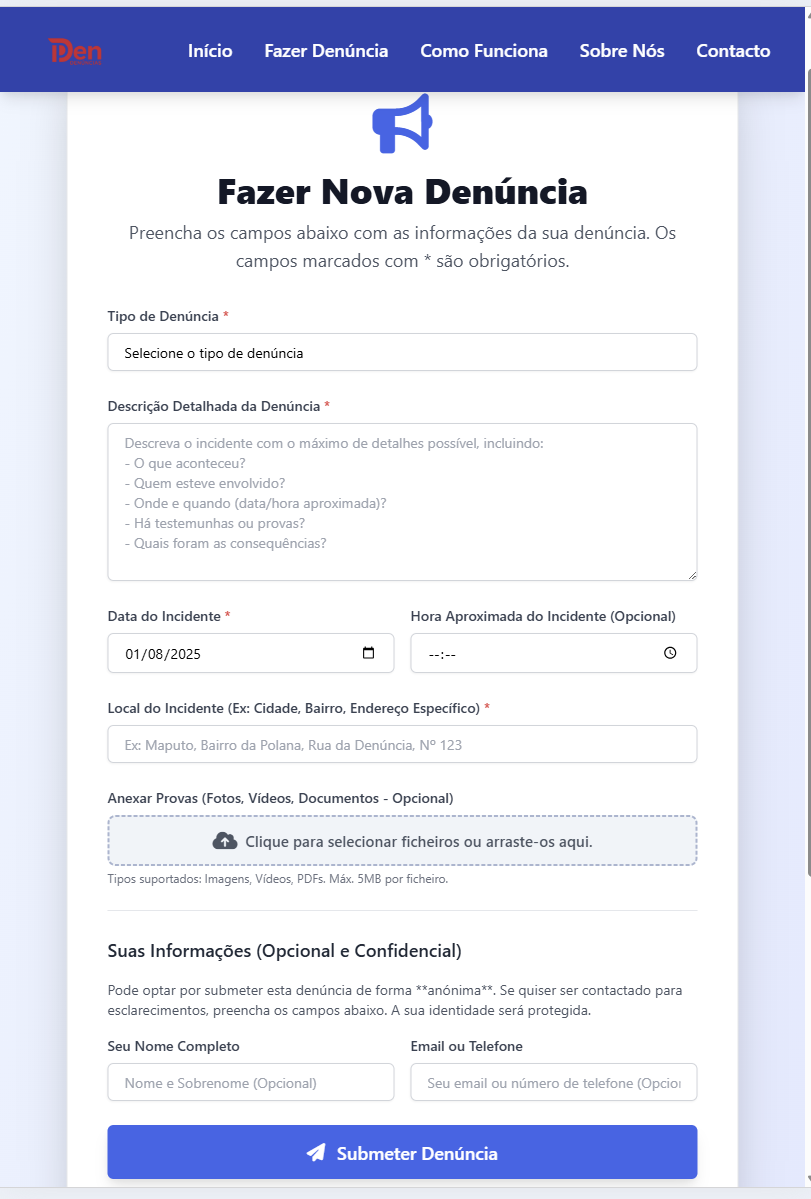 Den
Início
Fazer Denúncia
Como Funciona
Sobre Nós
Contacto
Fazer Nova Denúncia
Preencha os campos abaixo com as informações da sua denúncia. Os
campos marcados com * são obrigatórios.
Tipo de Denúncia *
Selecione o tipo de denúncia
Descrição Detalhada da Denúncia *
Descreva o incidente com o máximo de detalhes possível, incluindo:
- O que aconteceu?
- Quem esteve envolvido?
- Onde e quando (data/hora aproximada)?
- Há testemunhas ou provas?
- Quais foram as consequências?
Data do Incidente *
Hora Aproximada do Incidente (Opcional)
01/08/2025
--:--
Local do Incidente (Ex: Cidade, Bairro, Endereço Específico) *
Ex: Maputo, Bairro da Polana, Rua da Denúncia, Nº 123
Anexar Provas (Fotos, Vídeos, Documentos - Opcional)
Clique para selecionar ficheiros ou arraste-os aqui.
Tipos suportados: Imagens, Vídeos, PDFs. Máx. 5MB por ficheiro.
Suas Informações (Opcional e Confidencial)
Pode optar por submeter esta denúncia de forma **anónima**. Se quiser ser contactado para
esclarecimentos, preencha os campos abaixo. A sua identidade será protegida.
Seu Nome Completo
Email ou Telefone
Nome e Sobrenome (Opcional)
Seu email ou número de telefone (Opcion
Submeter Denúncia